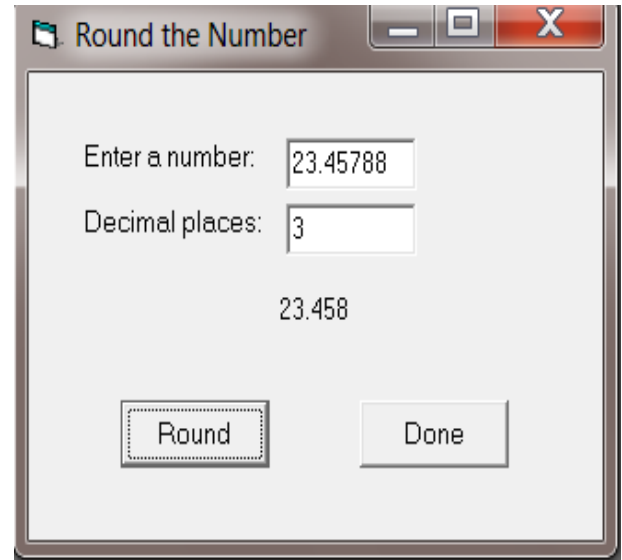 Round the Number
Enter a number: 23.45788
Decimal places: 3
23.458
Round Done